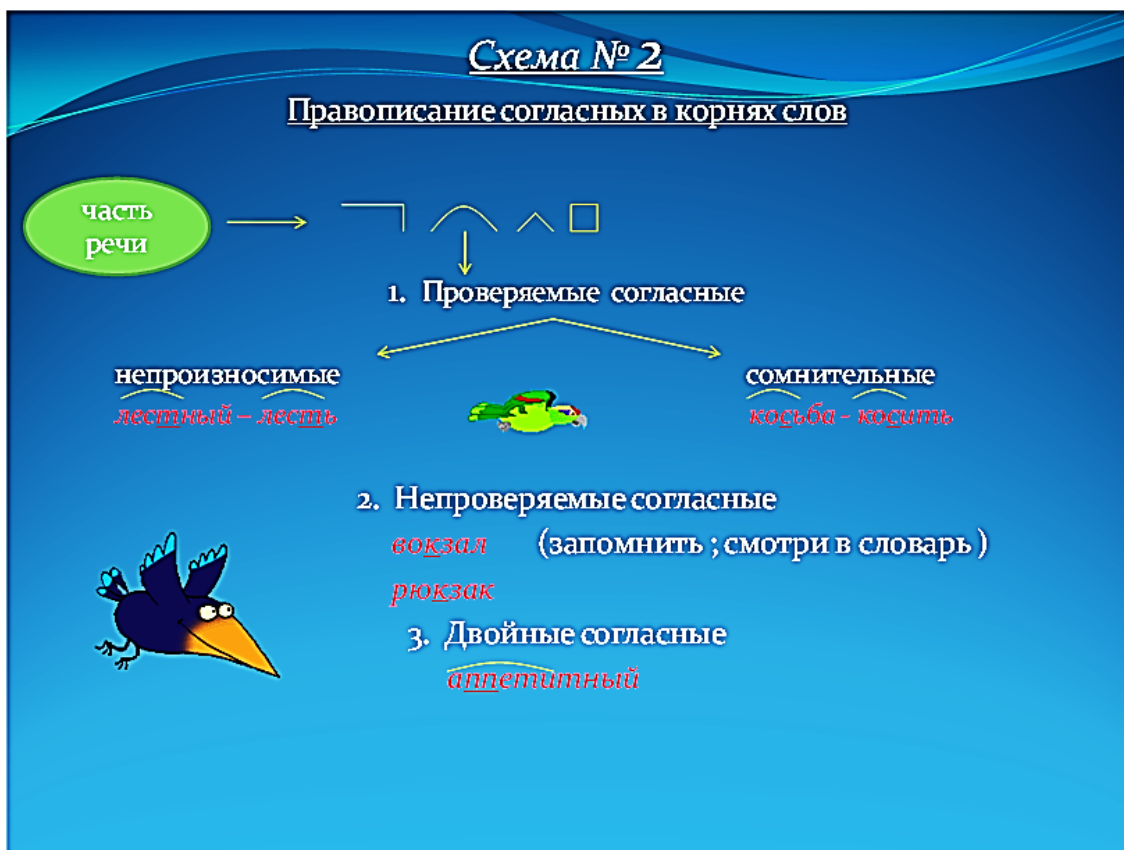 Схема № 2
Правописание согласных в корнях слов
часть
речи
1. Проверяемые согласные
непроизносимые
сомнительные
лестный – лесть
косьба - косить
2. Непроверяемые согласные
вокзал (запомнить ; смотри в словарь )
рюкзак
3. Двойные согласные
аппетитный